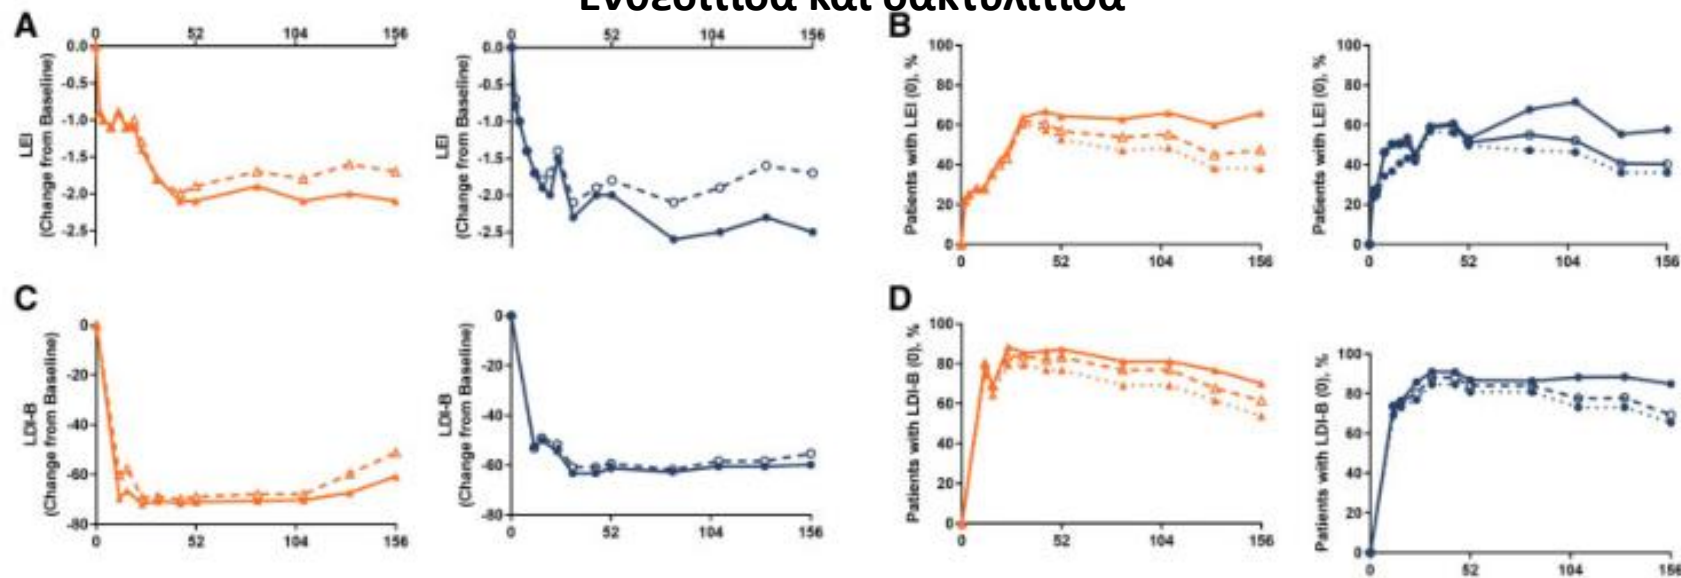 Ενθεσίτιδα και δακτυλίτιδα
A
0 52 104 156
0.0
-0.5
-1.0
-1.5
-2.0
-2.5
LEI
(Change from Baseline)
0 52 104 156
0.0
-0.5
-1.0
-1.5
-2.0
-2.5
LEI
(Change from Baseline)
B
100
80
60
40
20
0
Patients with LEI (0), %
0 52 104 156
100
80
60
40
20
0
Patients with LEI (0), %
0 52 104 156
C
0
-20
-40
-60
-80
LDI-B
(Change from Baseline)
0 52 104 156
0
-20
-40
-60
-80
LDI-B
(Change from Baseline)
0 52 104 156
D
100
80
60
40
20
0
Patients with LDI-B (0), %
0 52 104 156
100
80
60
40
20
0
Patients with LDI-B (0), %
0 52 104 156